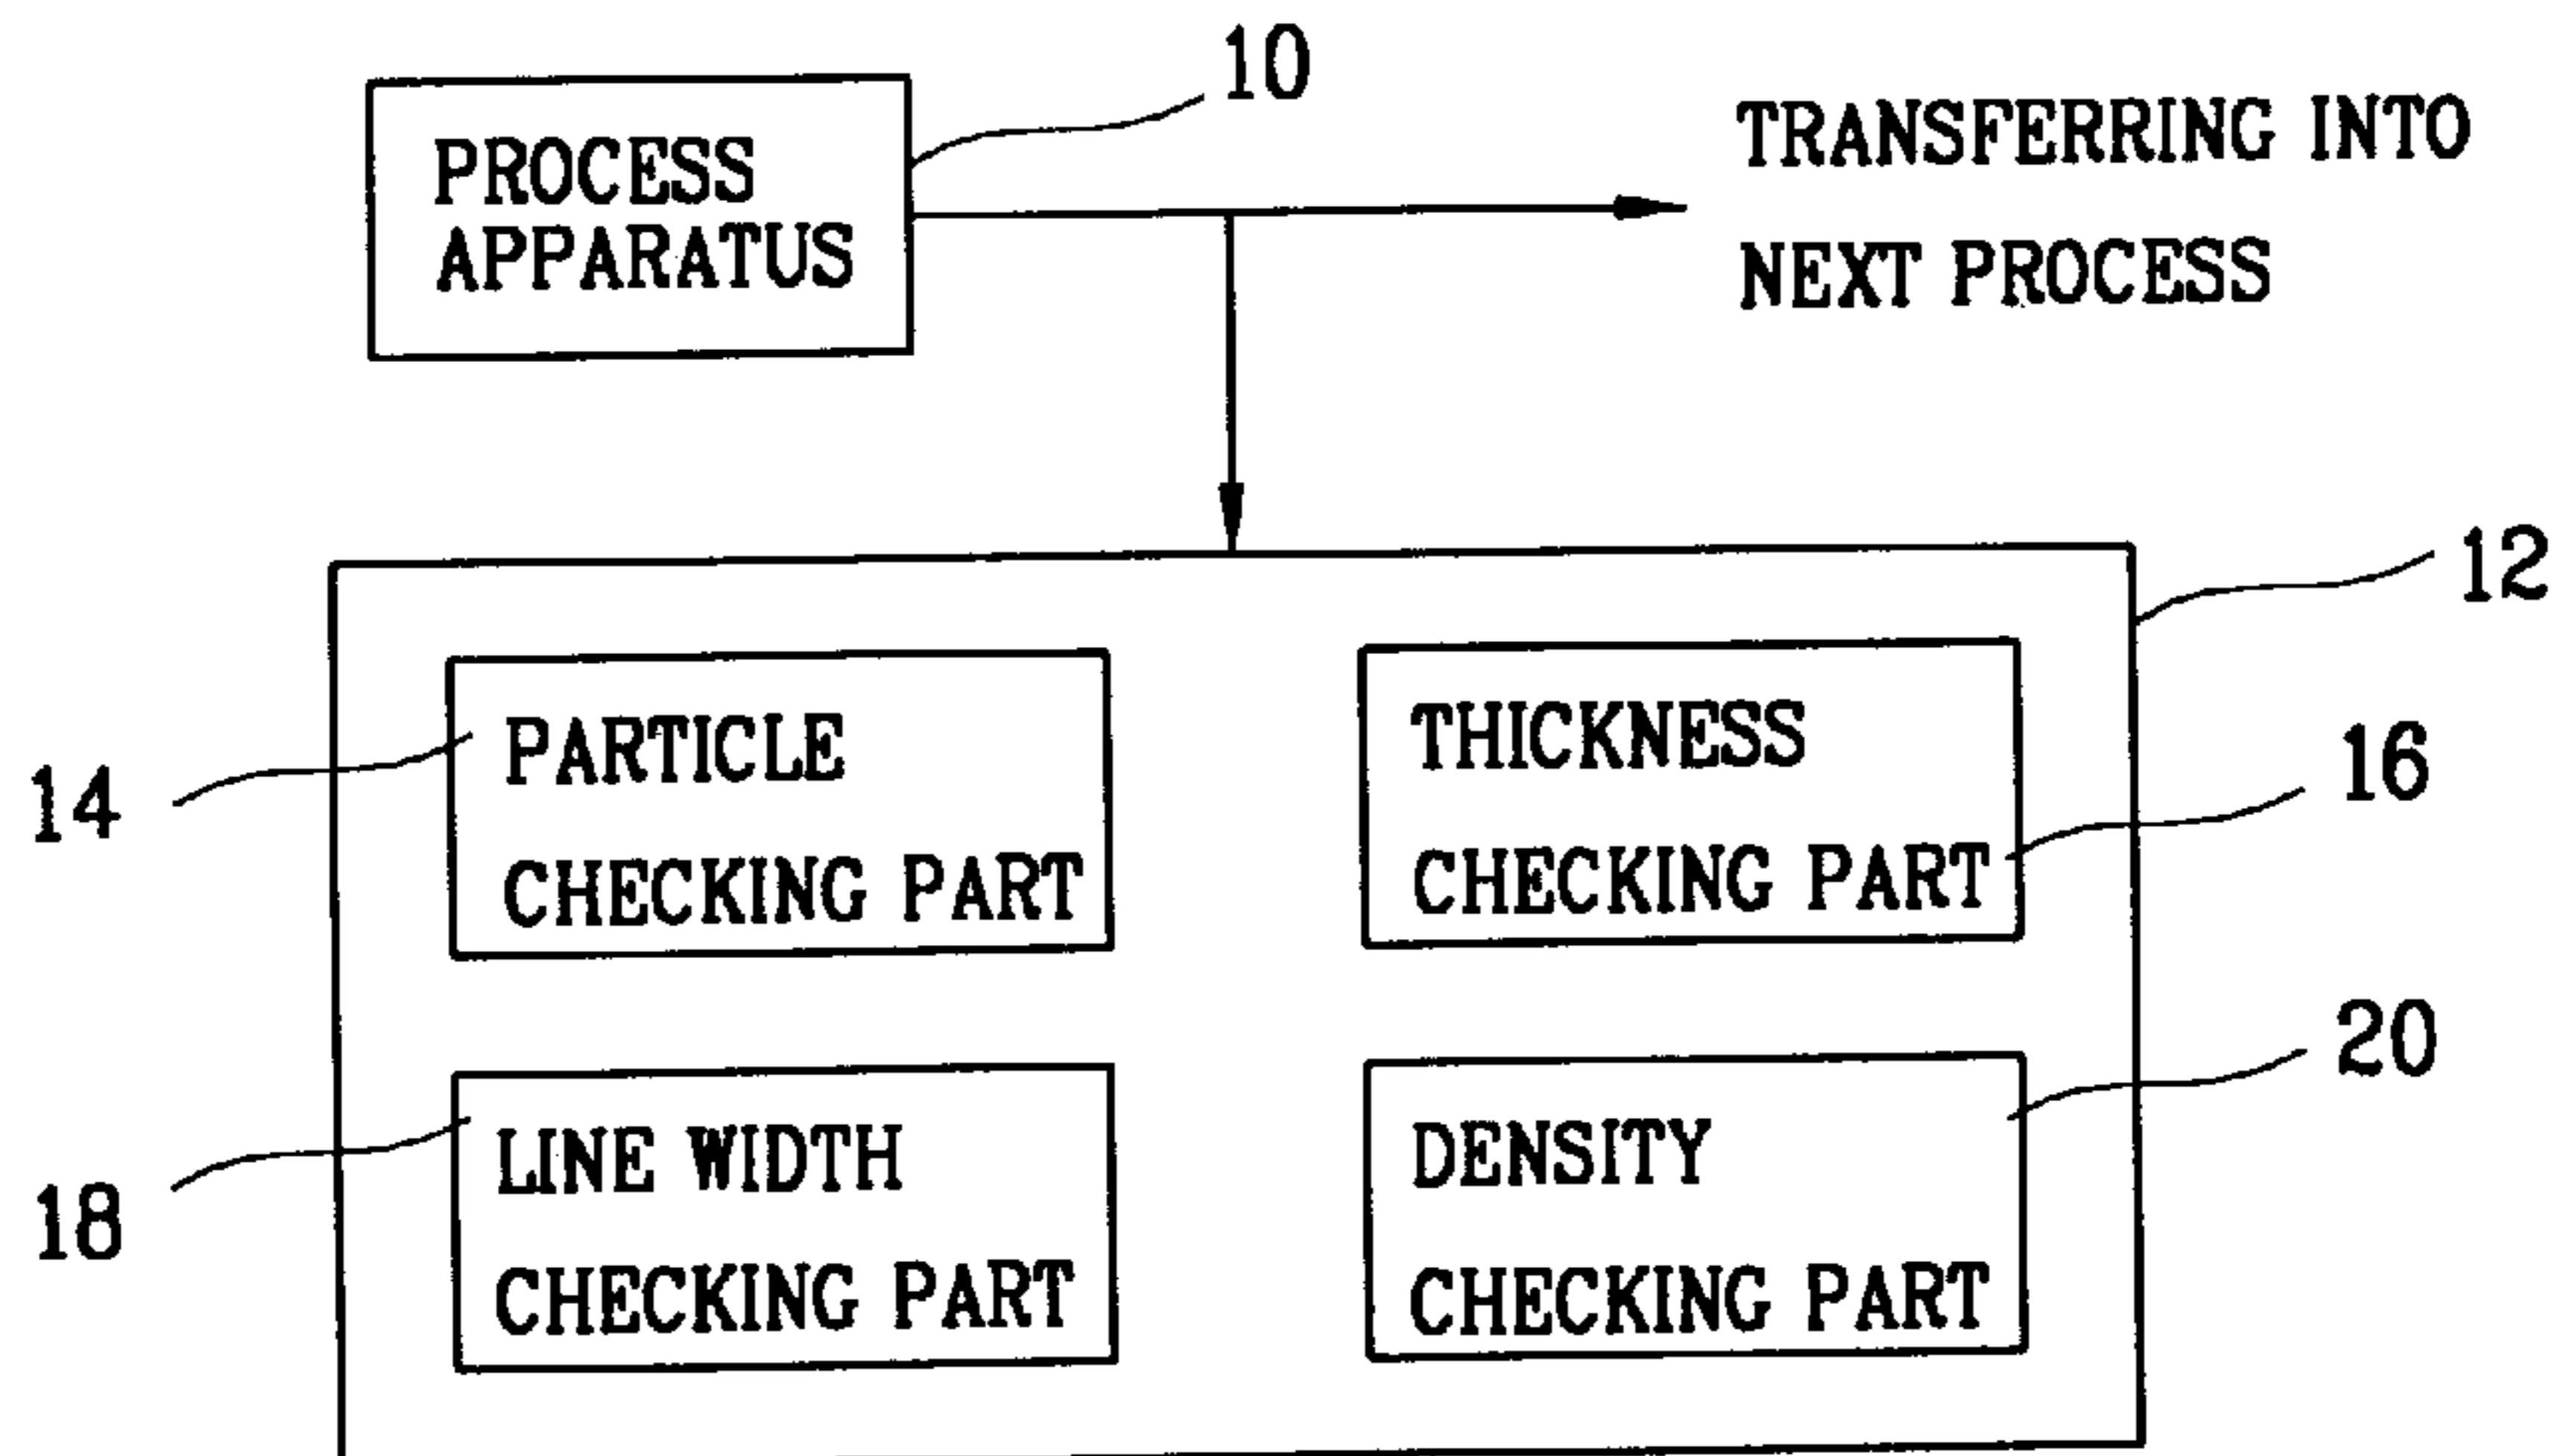 10
PROCESS
APPARATUS
TRANSFERRING INTO
NEXT PROCESS
12
14
PARTICLE
CHECKING PART
THICKNESS
CHECKING PART
16
18
LINE WIDTH
CHECKING PART
DENSITY
CHECKING PART
20